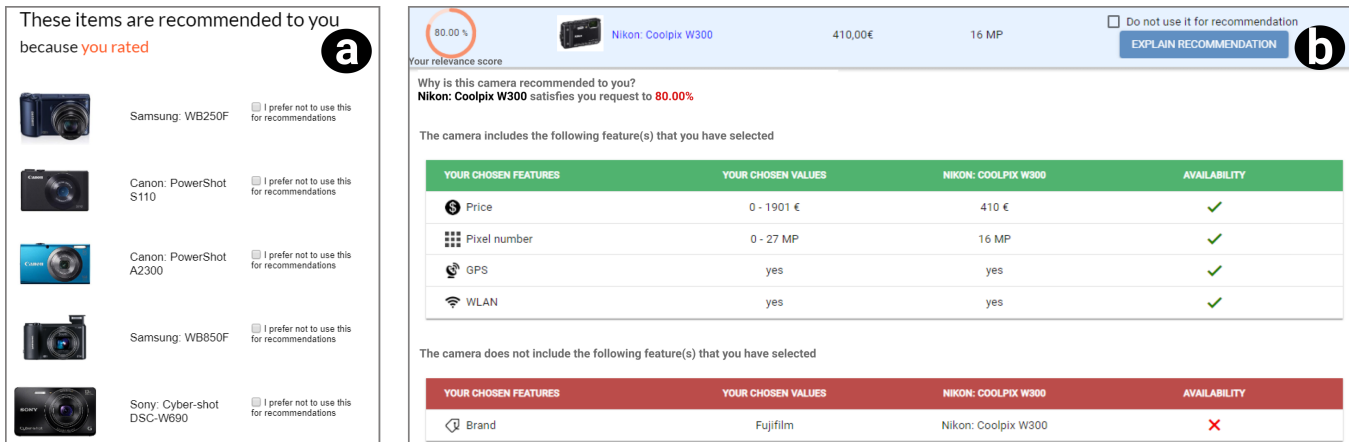 These items are recommended to you
because you rated
a
Samsung: WB250F
I prefer not to use this
for recommendations
Canon: PowerShot
S110
I prefer not to use this
for recommendations
Canon: PowerShot
A2300
I prefer not to use this
for recommendations
Samsung: WB850F
I prefer not to use this
for recommendations
Sony: Cyber-shot
DSC-W690
I prefer not to use this
for recommendations
80.00 %
Your relevance score
Nikon: Coolpix W300
410,00€
16 MP
Do not use it for recommendation
EXPLAIN RECOMMENDATION
b
Why is this camera recommended to you?
Nikon: Coolpix W300 satisfies you request to 80.00%
The camera includes the following feature(s) that you have selected
YOUR CHOSEN FEATURES YOUR CHOSEN VALUES NIKON: COOLPIX W300 AVAILABILITY
Price 0 - 1901 € 410 €
Pixel number 0 - 27 MP 16 MP
GPS yes yes
WLAN yes yes
The camera does not include the following feature(s) that you have selected
YOUR CHOSEN FEATURES YOUR CHOSEN VALUES NIKON: COOLPIX W300 AVAILABILITY
Brand Fujifilm Nikon: Coolpix W300